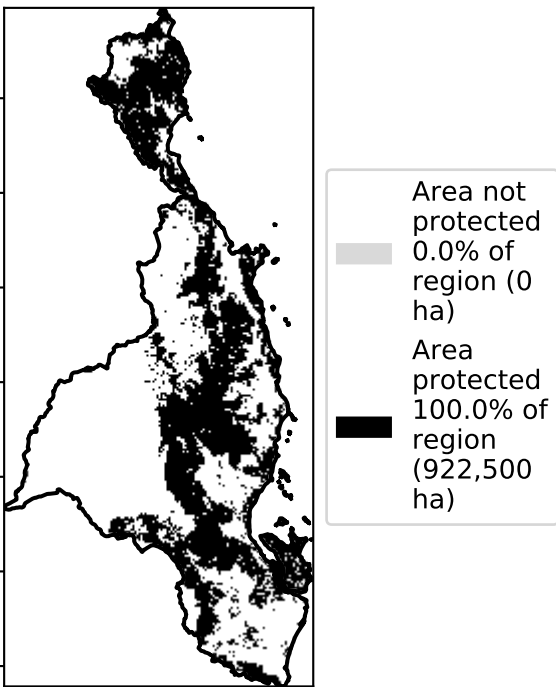 Area not
protected
0.0% of
region (0
ha)
Area
protected
100.0% of
region
(922,500
ha)